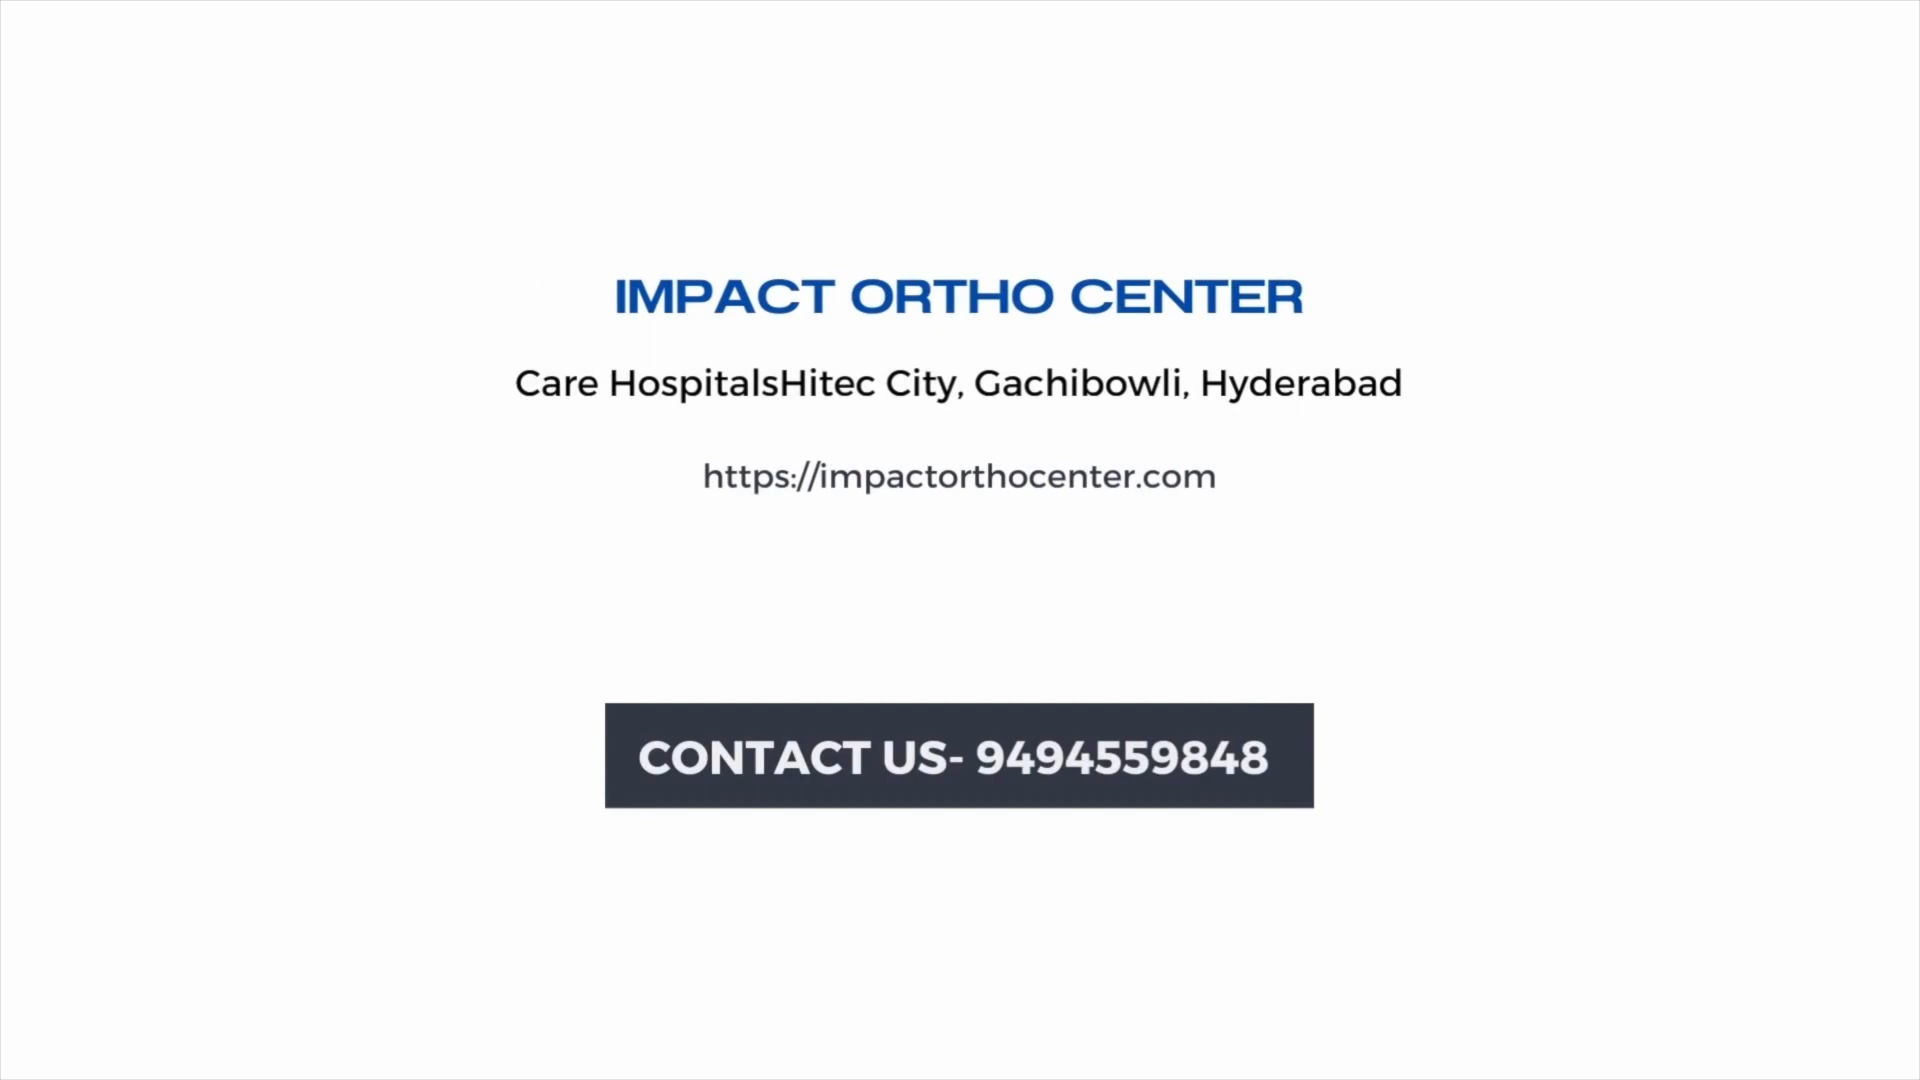 IMPACT ORTHO CENTER
Care HospitalsHitec City, Gachibowli, Hyderabad
https://impactorthocenter.com
CONTACT US- 9494559848